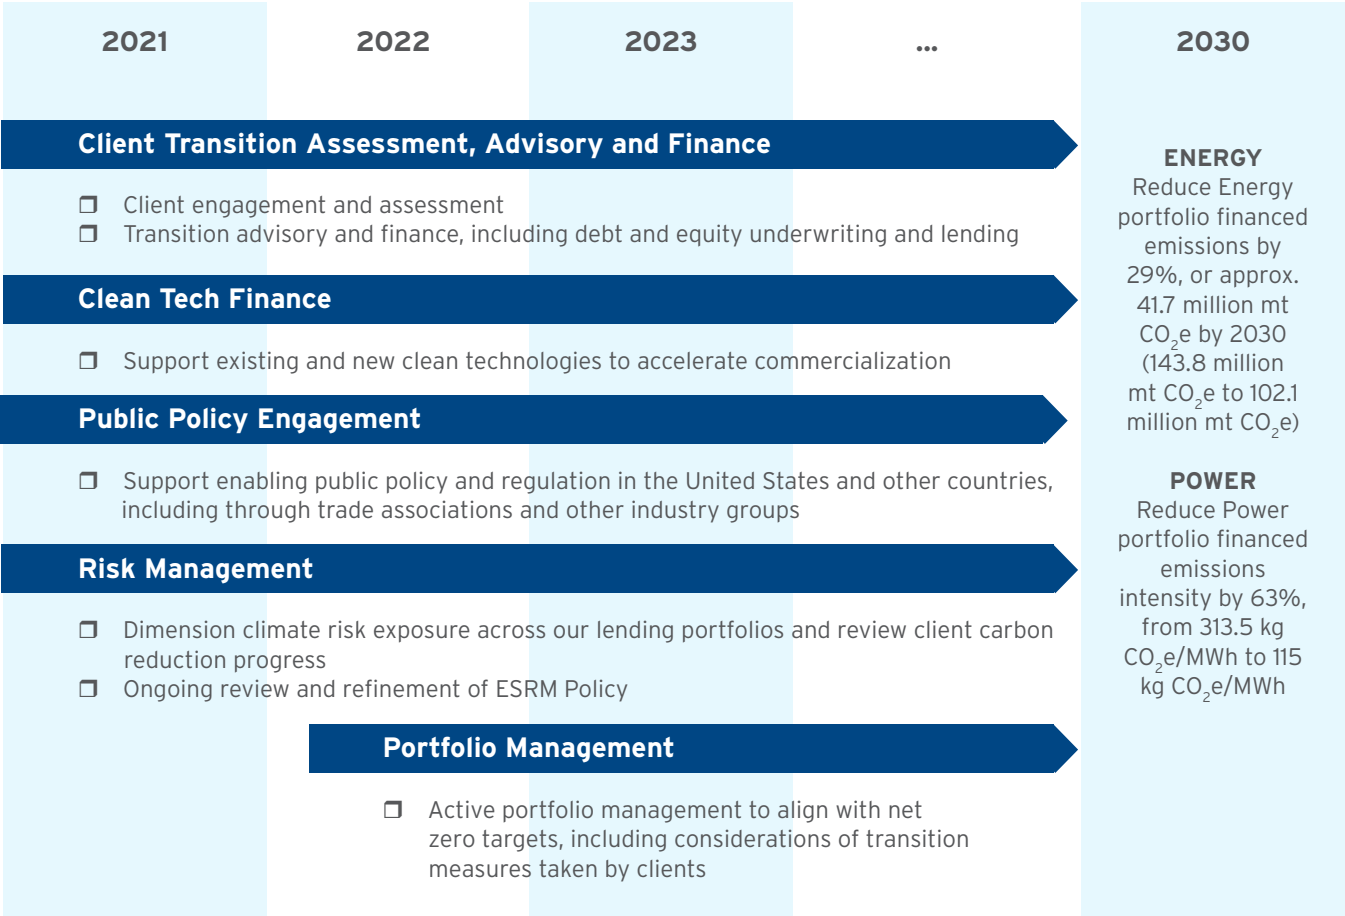 2021
2022
2023
...
2030
Client Transition Assessment, Advisory and Finance
❒ Client engagement and assessment
❒ Transition advisory and finance, including debt and equity underwriting and lending
Clean Tech Finance
❒ Support existing and new clean technologies to accelerate commercialization
Public Policy Engagement
❒ Support enabling public policy and regulation in the United States and other countries,
including through trade associations and other industry groups
Risk Management
❒ Dimension climate risk exposure across our lending portfolios and review client carbon
reduction progress
❒ Ongoing review and refinement of ESRM Policy
Portfolio Management
❒ Active portfolio management to align with net
zero targets, including considerations of transition
measures taken by clients
ENERGY
Reduce Energy
portfolio financed
emissions by
29%, or approx.
41.7 million mt
CO₂e by 2030
(143.8 million
mt CO₂e to 102.1
million mt CO₂e)
POWER
Reduce Power
portfolio financed
emissions
intensity by 63%,
from 313.5 kg
CO₂e/MWh to 115
kg CO₂e/MWh